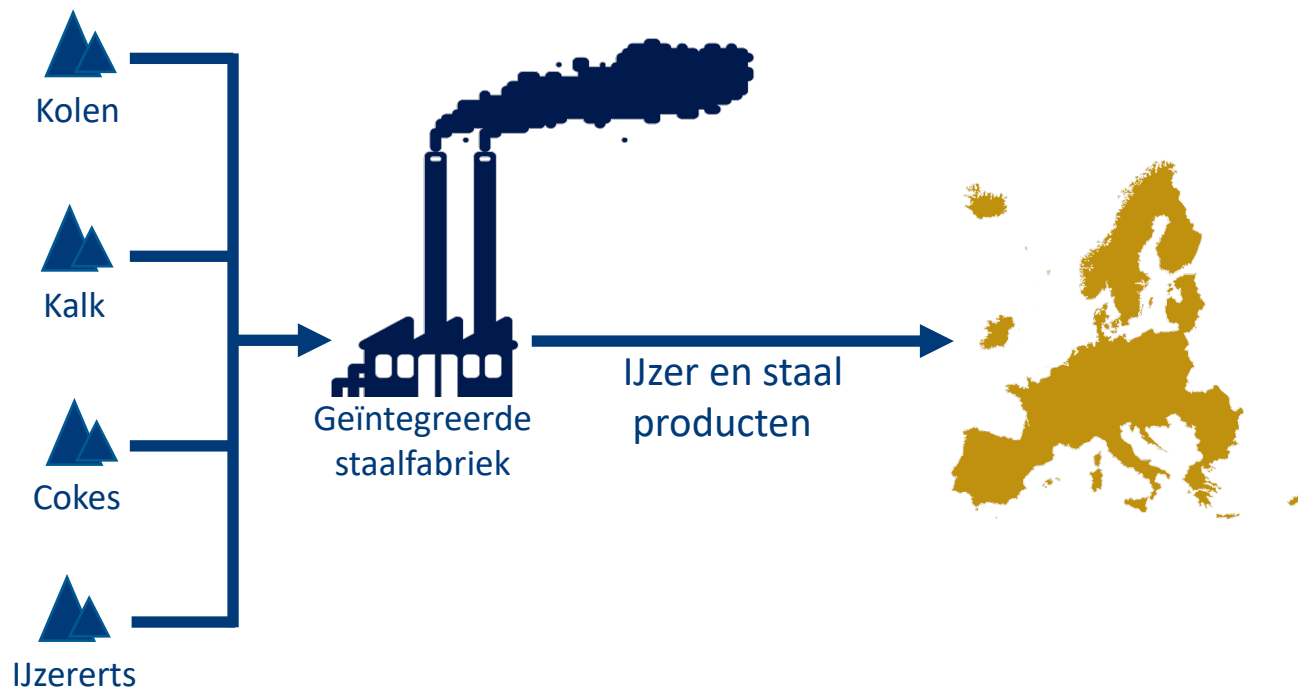 Kolen
Kalk
Cokes
IJzererts
Geïntegreerde
staalfabriek
IJzer en staal
producten